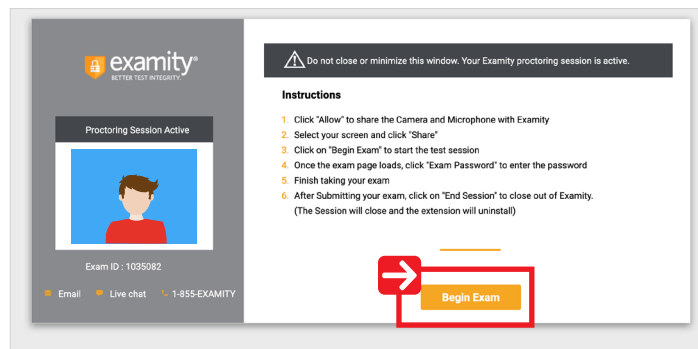 examity®
BETTER TEST INTEGRITY.
Proctoring Session Active
Exam ID : 1035082
Email Live chat 1-855-EXAMITY
Do not close or minimize this window. Your Examity proctoring session is active.
Instructions
1. Click "Allow" to share the Camera and Microphone with Examity
2. Select your screen and click "Share"
3. Click on "Begin Exam" to start the test session
4. Once the exam page loads, click "Exam Password" to enter the password
5. Finish taking your exam
6. After Submitting your exam, click on "End Session" to close out of Examity.
(The Session will close and the extension will uninstall)
Begin Exam